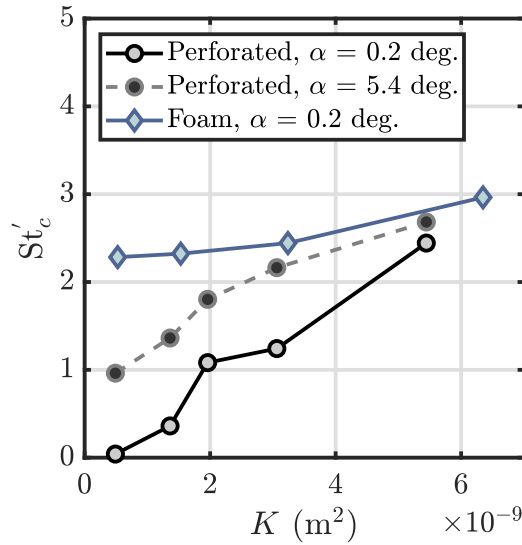 5
Perforated, α = 0.2 deg.
Perforated, α = 5.4 deg.
Foam, α = 0.2 deg.
4
3
St′c
2
1
0
0 2 4 6
K (m²) ×10⁻⁹